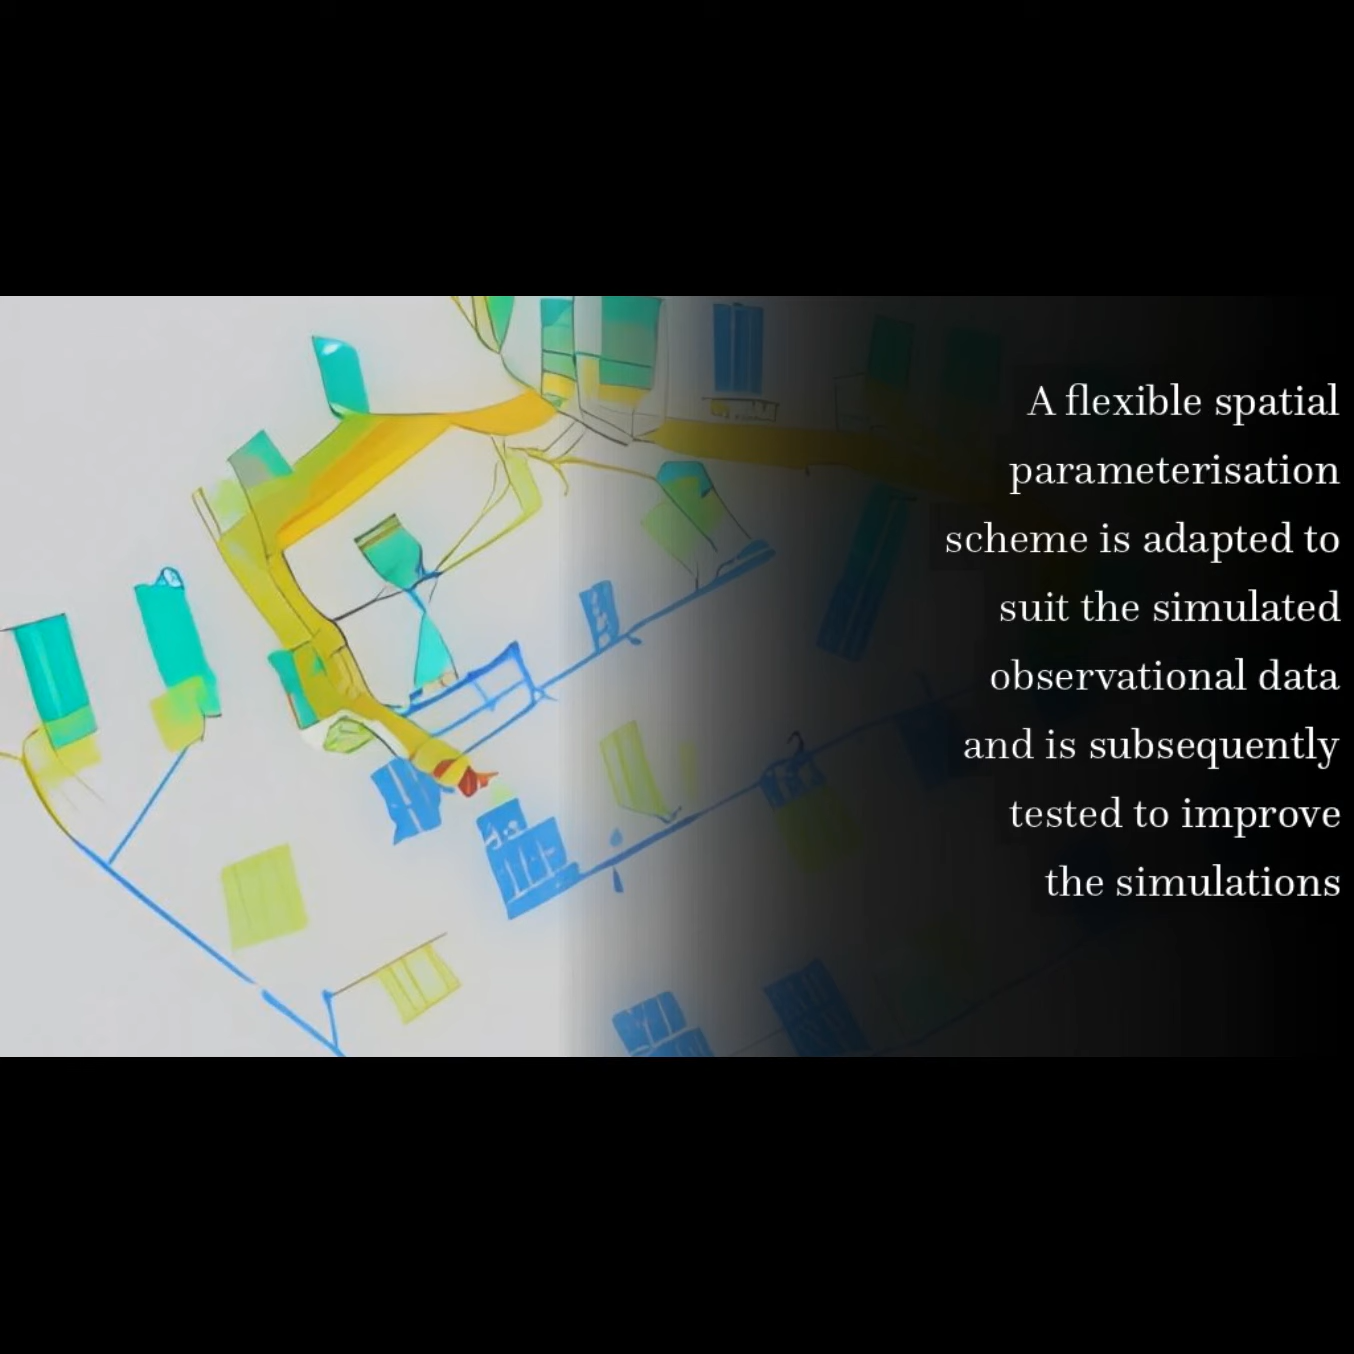 A flexible spatial
parameterisation
scheme is adapted to
suit the simulated
observational data
and is subsequently
tested to improve
the simulations